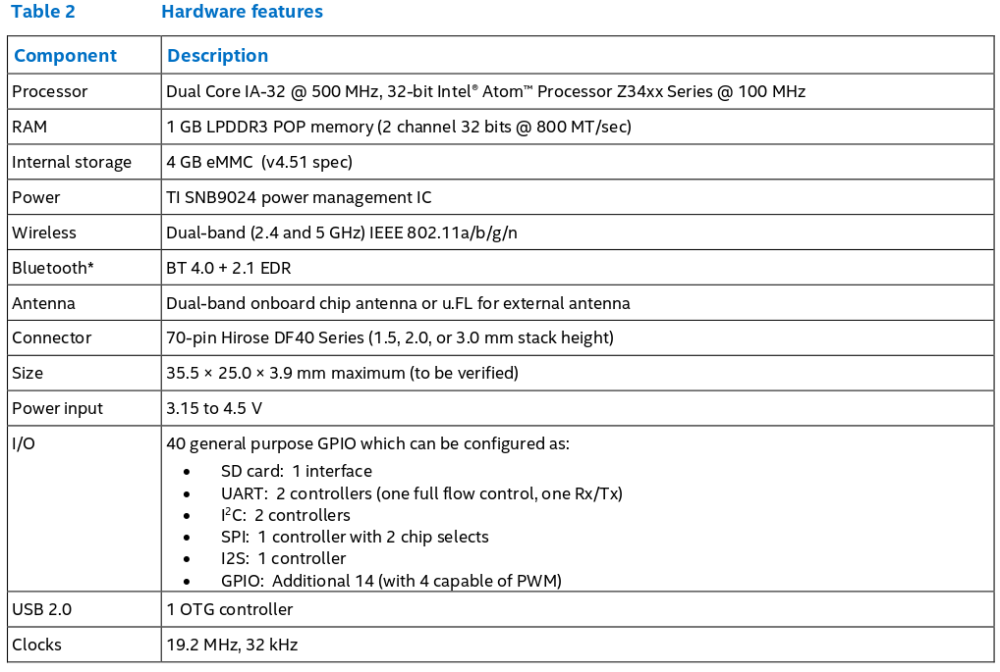 Table 2 Hardware features
Component Description
Processor Dual Core IA-32 @ 500 MHz, 32-bit Intel® Atom™ Processor Z34xx Series @ 100 MHz
RAM 1 GB LPDDR3 POP memory (2 channel 32 bits @ 800 MT/sec)
Internal storage 4 GB eMMC (v4.51 spec)
Power TI SNB9024 power management IC
Wireless Dual-band (2.4 and 5 GHz) IEEE 802.11a/b/g/n
Bluetooth* BT 4.0 + 2.1 EDR
Antenna Dual-band onboard chip antenna or u.FL for external antenna
Connector 70-pin Hirose DF40 Series (1.5, 2.0, or 3.0 mm stack height)
Size 35.5 × 25.0 × 3.9 mm maximum (to be verified)
Power input 3.15 to 4.5 V
I/O 40 general purpose GPIO which can be configured as:
• SD card: 1 interface
• UART: 2 controllers (one full flow control, one Rx/Tx)
• I²C: 2 controllers
• SPI: 1 controller with 2 chip selects
• I2S: 1 controller
• GPIO: Additional 14 (with 4 capable of PWM)
USB 2.0 1 OTG controller
Clocks 19.2 MHz, 32 kHz